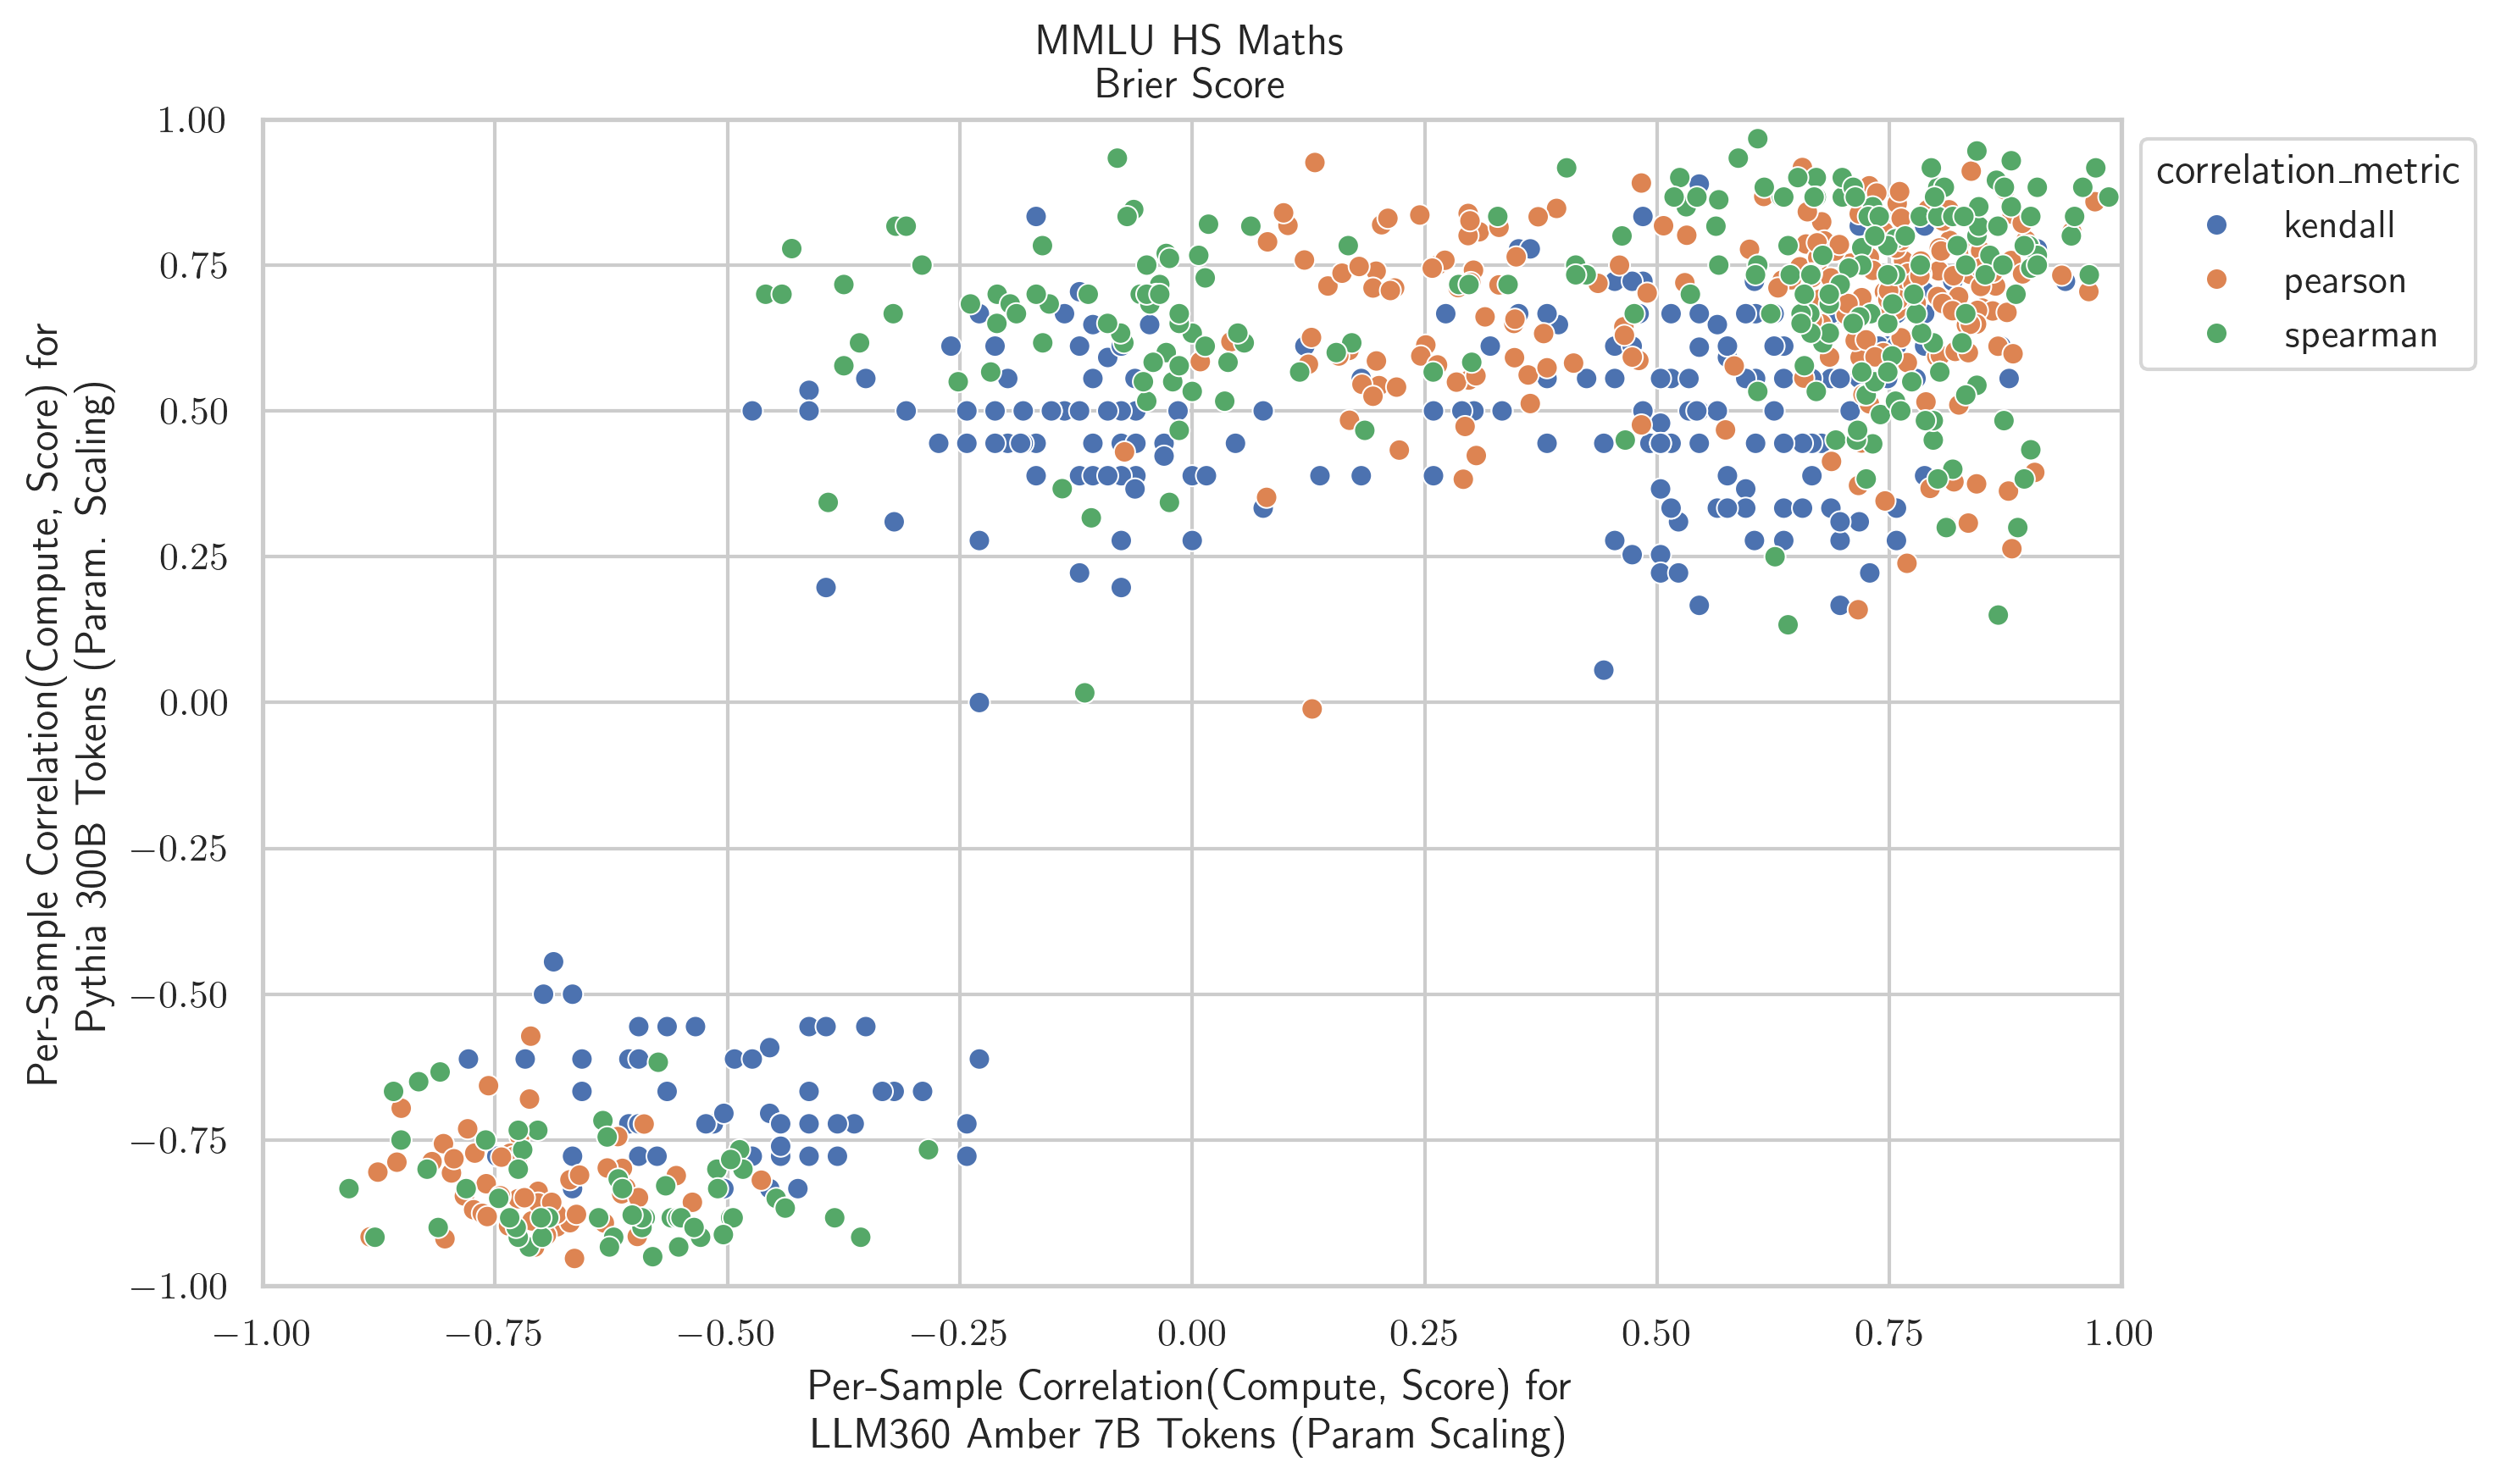 MMLU HS Maths
Brier Score
Per-Sample Correlation(Compute, Score) for
Pythia 300B Tokens (Param. Scaling)
1.00
0.75
0.50
0.25
0.00
−0.25
−0.50
−0.75
−1.00
−1.00 −0.75 −0.50 −0.25 0.00 0.25 0.50 0.75 1.00
Per-Sample Correlation(Compute, Score) for
LLM360 Amber 7B Tokens (Param Scaling)
correlation_metric
kendall
pearson
spearman